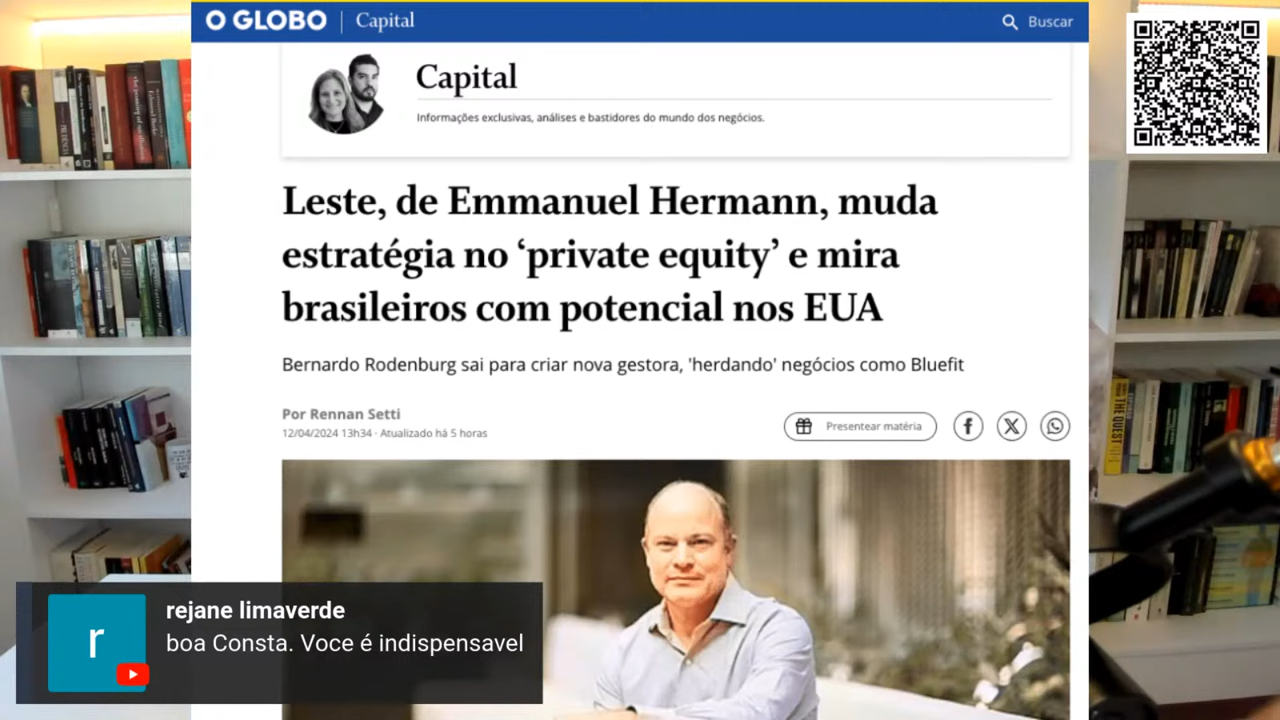 O GLOBO | Capital
Buscar
Capital
Informações exclusivas, análises e bastidores do mundo dos negócios.
Leste, de Emmanuel Hermann, muda
estratégia no ‘private equity’ e mira
brasileiros com potencial nos EUA
Bernardo Rodenburg sai para criar nova gestora, 'herdando' negócios como Bluefit
Por Rennan Setti
12/04/2024 13h34 · Atualizado há 5 horas
Presentear matéria
THE QUEST
r
rejane limaverde
boa Consta. Voce é indispensavel